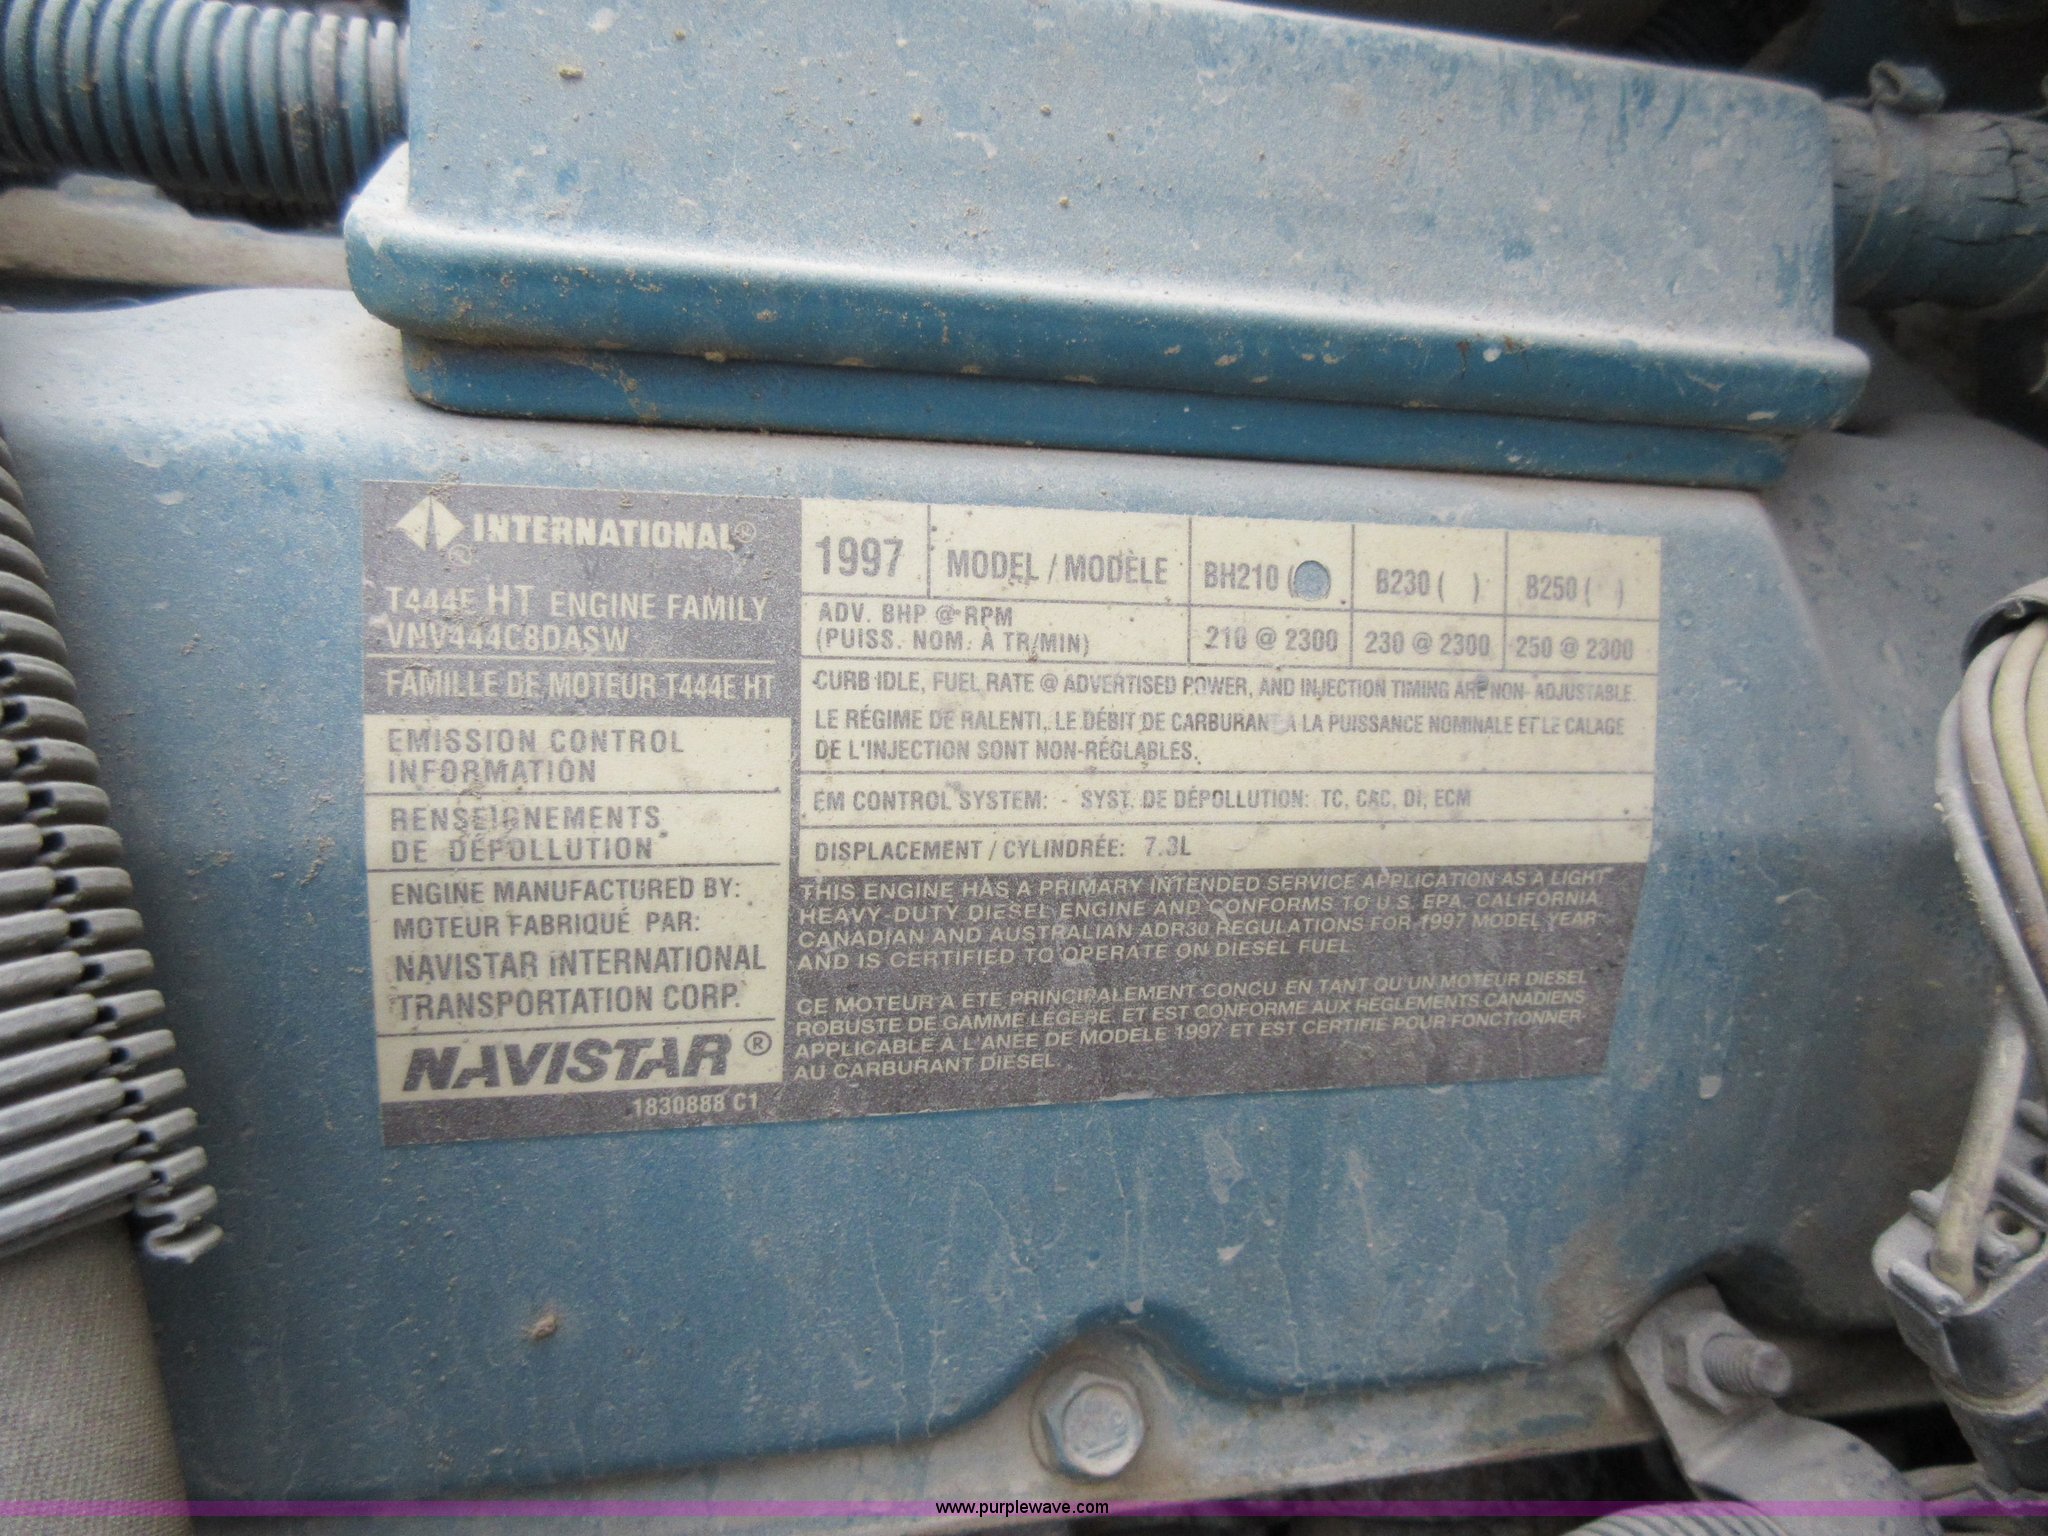 INTERNATIONAL®
®
T444E HT ENGINE FAMILY
VNV444C8DASW
FAMILLE DE MOTEUR T444E HT
EMISSION CONTROL
INFORMATION
RENSEIGNEMENTS
DE DÉPOLLUTION
ENGINE MANUFACTURED BY:
MOTEUR FABRIQUÉ PAR:
NAVISTAR INTERNATIONAL
TRANSPORTATION CORP.
NAVISTAR®
1830888 C1
1997 MODEL / MODÈLE BH210 ( ) B230 ( ) B250 ( )
ADV. BHP @ RPM
(PUISS. NOM. À TR/MIN) 210 @ 2300 230 @ 2300 250 @ 2300
CURB IDLE, FUEL RATE @ ADVERTISED POWER, AND INJECTION TIMING ARE NON-ADJUSTABLE.
LE RÉGIME DE RALENTI, LE DÉBIT DE CARBURANT A LA PUISSANCE NOMINALE ET LE CALAGE
DE L'INJECTION SONT NON-RÉGLABLES.
EM CONTROL SYSTEM: - SYST. DE DÉPOLLUTION: TC, CAC, DI, ECM
DISPLACEMENT / CYLINDRÉE: 7.3L
THIS ENGINE HAS A PRIMARY INTENDED SERVICE APPLICATION AS A LIGHT
HEAVY-DUTY DIESEL ENGINE AND CONFORMS TO U.S. EPA, CALIFORNIA,
CANADIAN AND AUSTRALIAN ADR30 REGULATIONS FOR 1997 MODEL YEAR
AND IS CERTIFIED TO OPERATE ON DIESEL FUEL.
CE MOTEUR A ETE PRINCIPALEMENT CONCU EN TANT QU'UN MOTEUR DIESEL
ROBUSTE DE GAMME LÉGÈRE, ET EST CONFORME AUX RÈGLEMENTS CANADIENS
APPLICABLE A L'ANEE DE MODÈLE 1997 ET EST CERTIFIÉ POUR FONCTIONNER
AU CARBURANT DIESEL.
www.purplewave.com